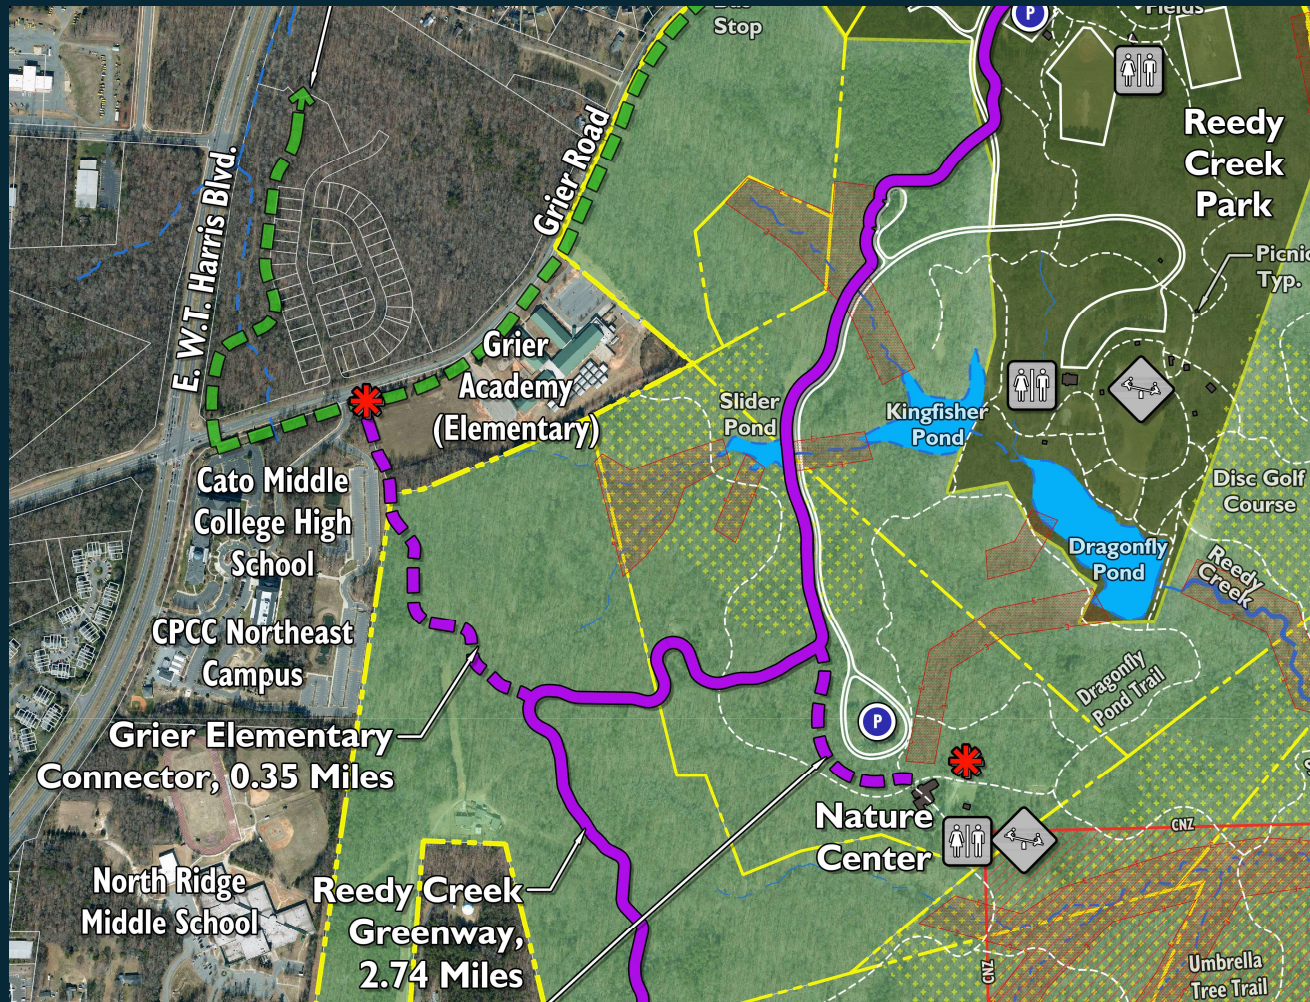 Stop
Fields
P
Reedy
Creek
Park
Picnic
Typ.
Grier Road
E. W.T. Harris Blvd.
Grier
Academy
(Elementary)
Slider
Pond
Kingfisher
Pond
Disc Golf
Course
Dragonfly
Pond
Reedy
Creek
Cato Middle
College High
School
CPCC Northeast
Campus
Dragonfly
Pond Trail
P
Grier Elementary
Connector, 0.35 Miles
Nature
Center
CNZ
North Ridge
Middle School
Reedy Creek
Greenway,
2.74 Miles
CNZ
Umbrella
Tree Trail